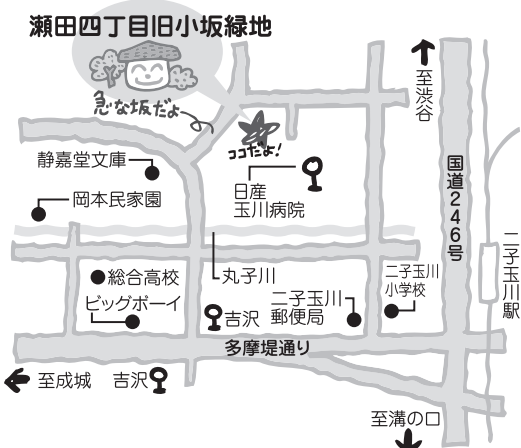 瀬田四丁目旧小坂緑地
急な坂だよ
ココだよ!
至渋谷
静嘉堂文庫
岡本民家園
日産
玉川病院
国道246号
二子玉川駅
丸子川
総合高校
ビッグボーイ
吉沢
二子玉川
郵便局
二子玉川
小学校
多摩堤通り
至成城
吉沢
至溝の口